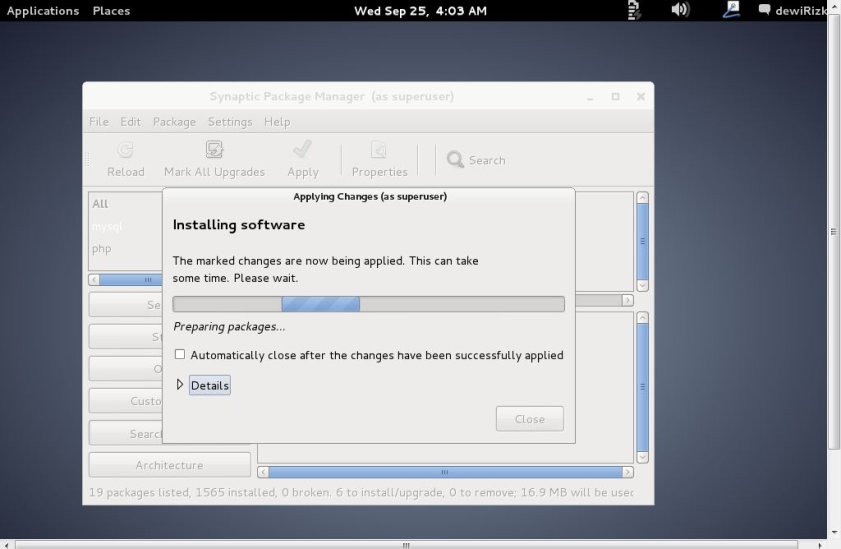 Applications Places Wed Sep 25, 4:03 AM dewiRizk
Synaptic Package Manager (as superuser)
File Edit Package Settings Help
Reload Mark All Upgrades Apply Properties Search
All
mysql
php
Applying Changes (as superuser)
Installing software
The marked changes are now being applied. This can take
some time. Please wait.
Preparing packages...
Automatically close after the changes have been successfully applied
Details
Close
Se
St
O
Custo
Searc
Architecture
19 packages listed, 1565 installed, 0 broken. 6 to install/upgrade, 0 to remove; 16.9 MB will be used